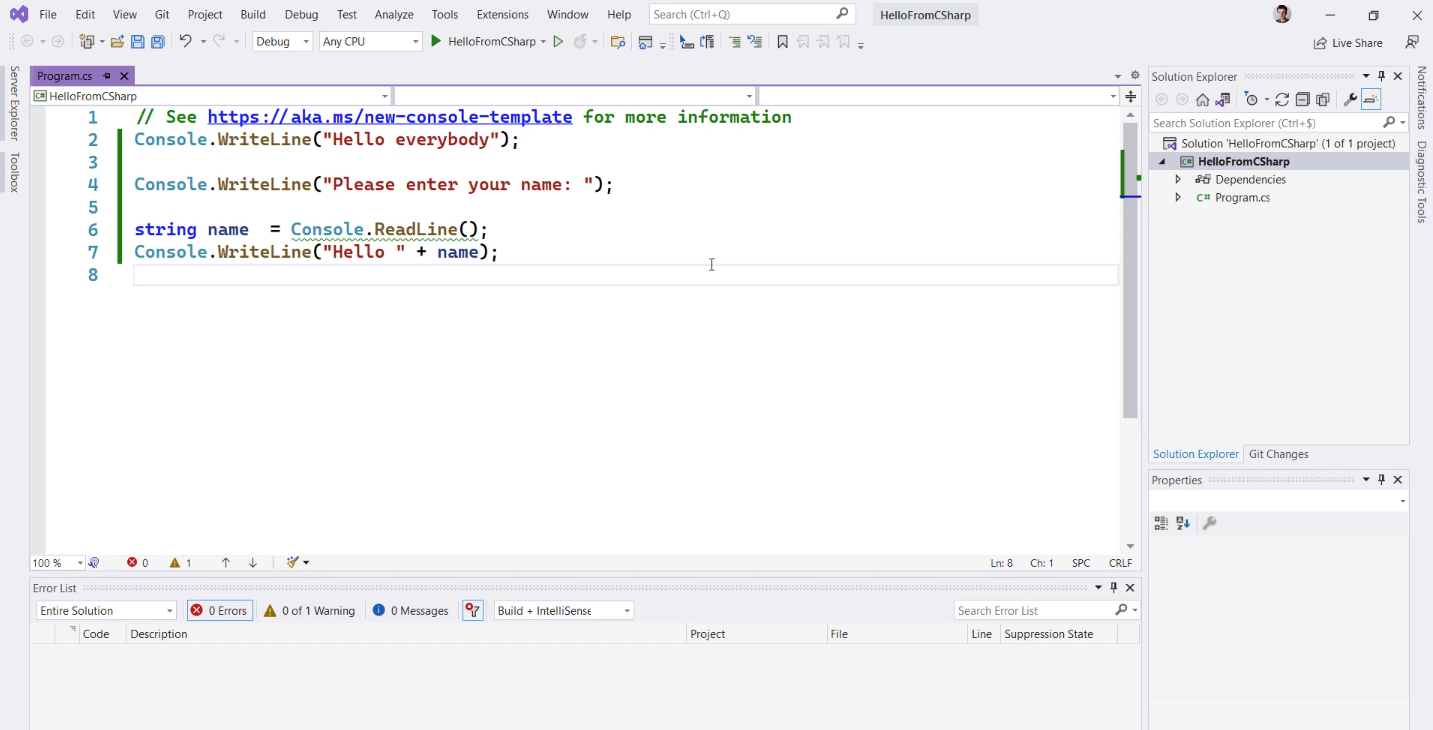 File Edit View Git Project Build Debug Test Analyze Tools Extensions Window Help Search (Ctrl+Q) HelloFromCSharp
Debug Any CPU HelloFromCSharp Live Share
Server Explorer
Toolbox
Program.cs
HelloFromCSharp
1 // See https://aka.ms/new-console-template for more information
2 Console.WriteLine("Hello everybody");
3
4 Console.WriteLine("Please enter your name: ");
5
6 string name  = Console.ReadLine();
7 Console.WriteLine("Hello " + name);
8
100 % 0 1 Ln: 8 Ch: 1 SPC CRLF
Error List
Entire Solution 0 Errors 0 of 1 Warning 0 Messages Build + IntelliSense Search Error List
Code Description Project File Line Suppression State
Solution Explorer
Search Solution Explorer (Ctrl+$)
Solution 'HelloFromCSharp' (1 of 1 project)
C# HelloFromCSharp
Dependencies
C# Program.cs
Solution Explorer Git Changes
Properties
Notifications
Diagnostic Tools